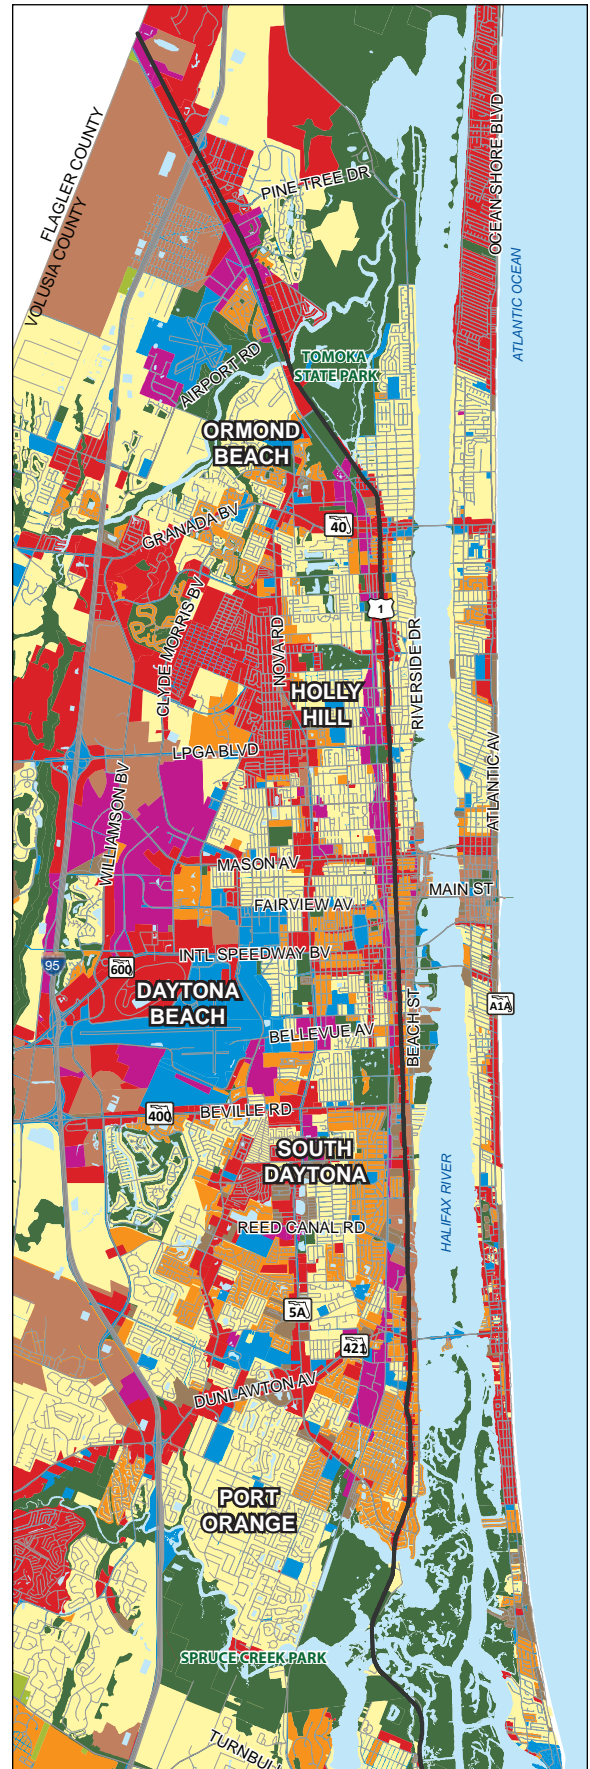 OCEAN SHORE BLVD
FLAGLER COUNTY
VOLUSIA COUNTY
PINE TREE DR
ATLANTIC OCEAN
AIRPORT RD
TOMOKA
STATE PARK
ORMOND
BEACH
GRANADA BV
40
CLYDE MORRIS BV
NOVA RD
1
RIVERSIDE DR
HOLLY
HILL
LPGA BLVD
ATLANTIC AV
WILLIAMSON BV
MASON AV
MAIN ST
FAIRVIEW AV
INTL SPEEDWAY BV
95
600
DAYTONA
BEACH
A1A
BEACH ST
BELLEVUE AV
400
BEVILLE RD
SOUTH
DAYTONA
HALIFAX RIVER
REED CANAL RD
5A
421
DUNLAWTON AV
PORT
ORANGE
SPRUCE CREEK PARK